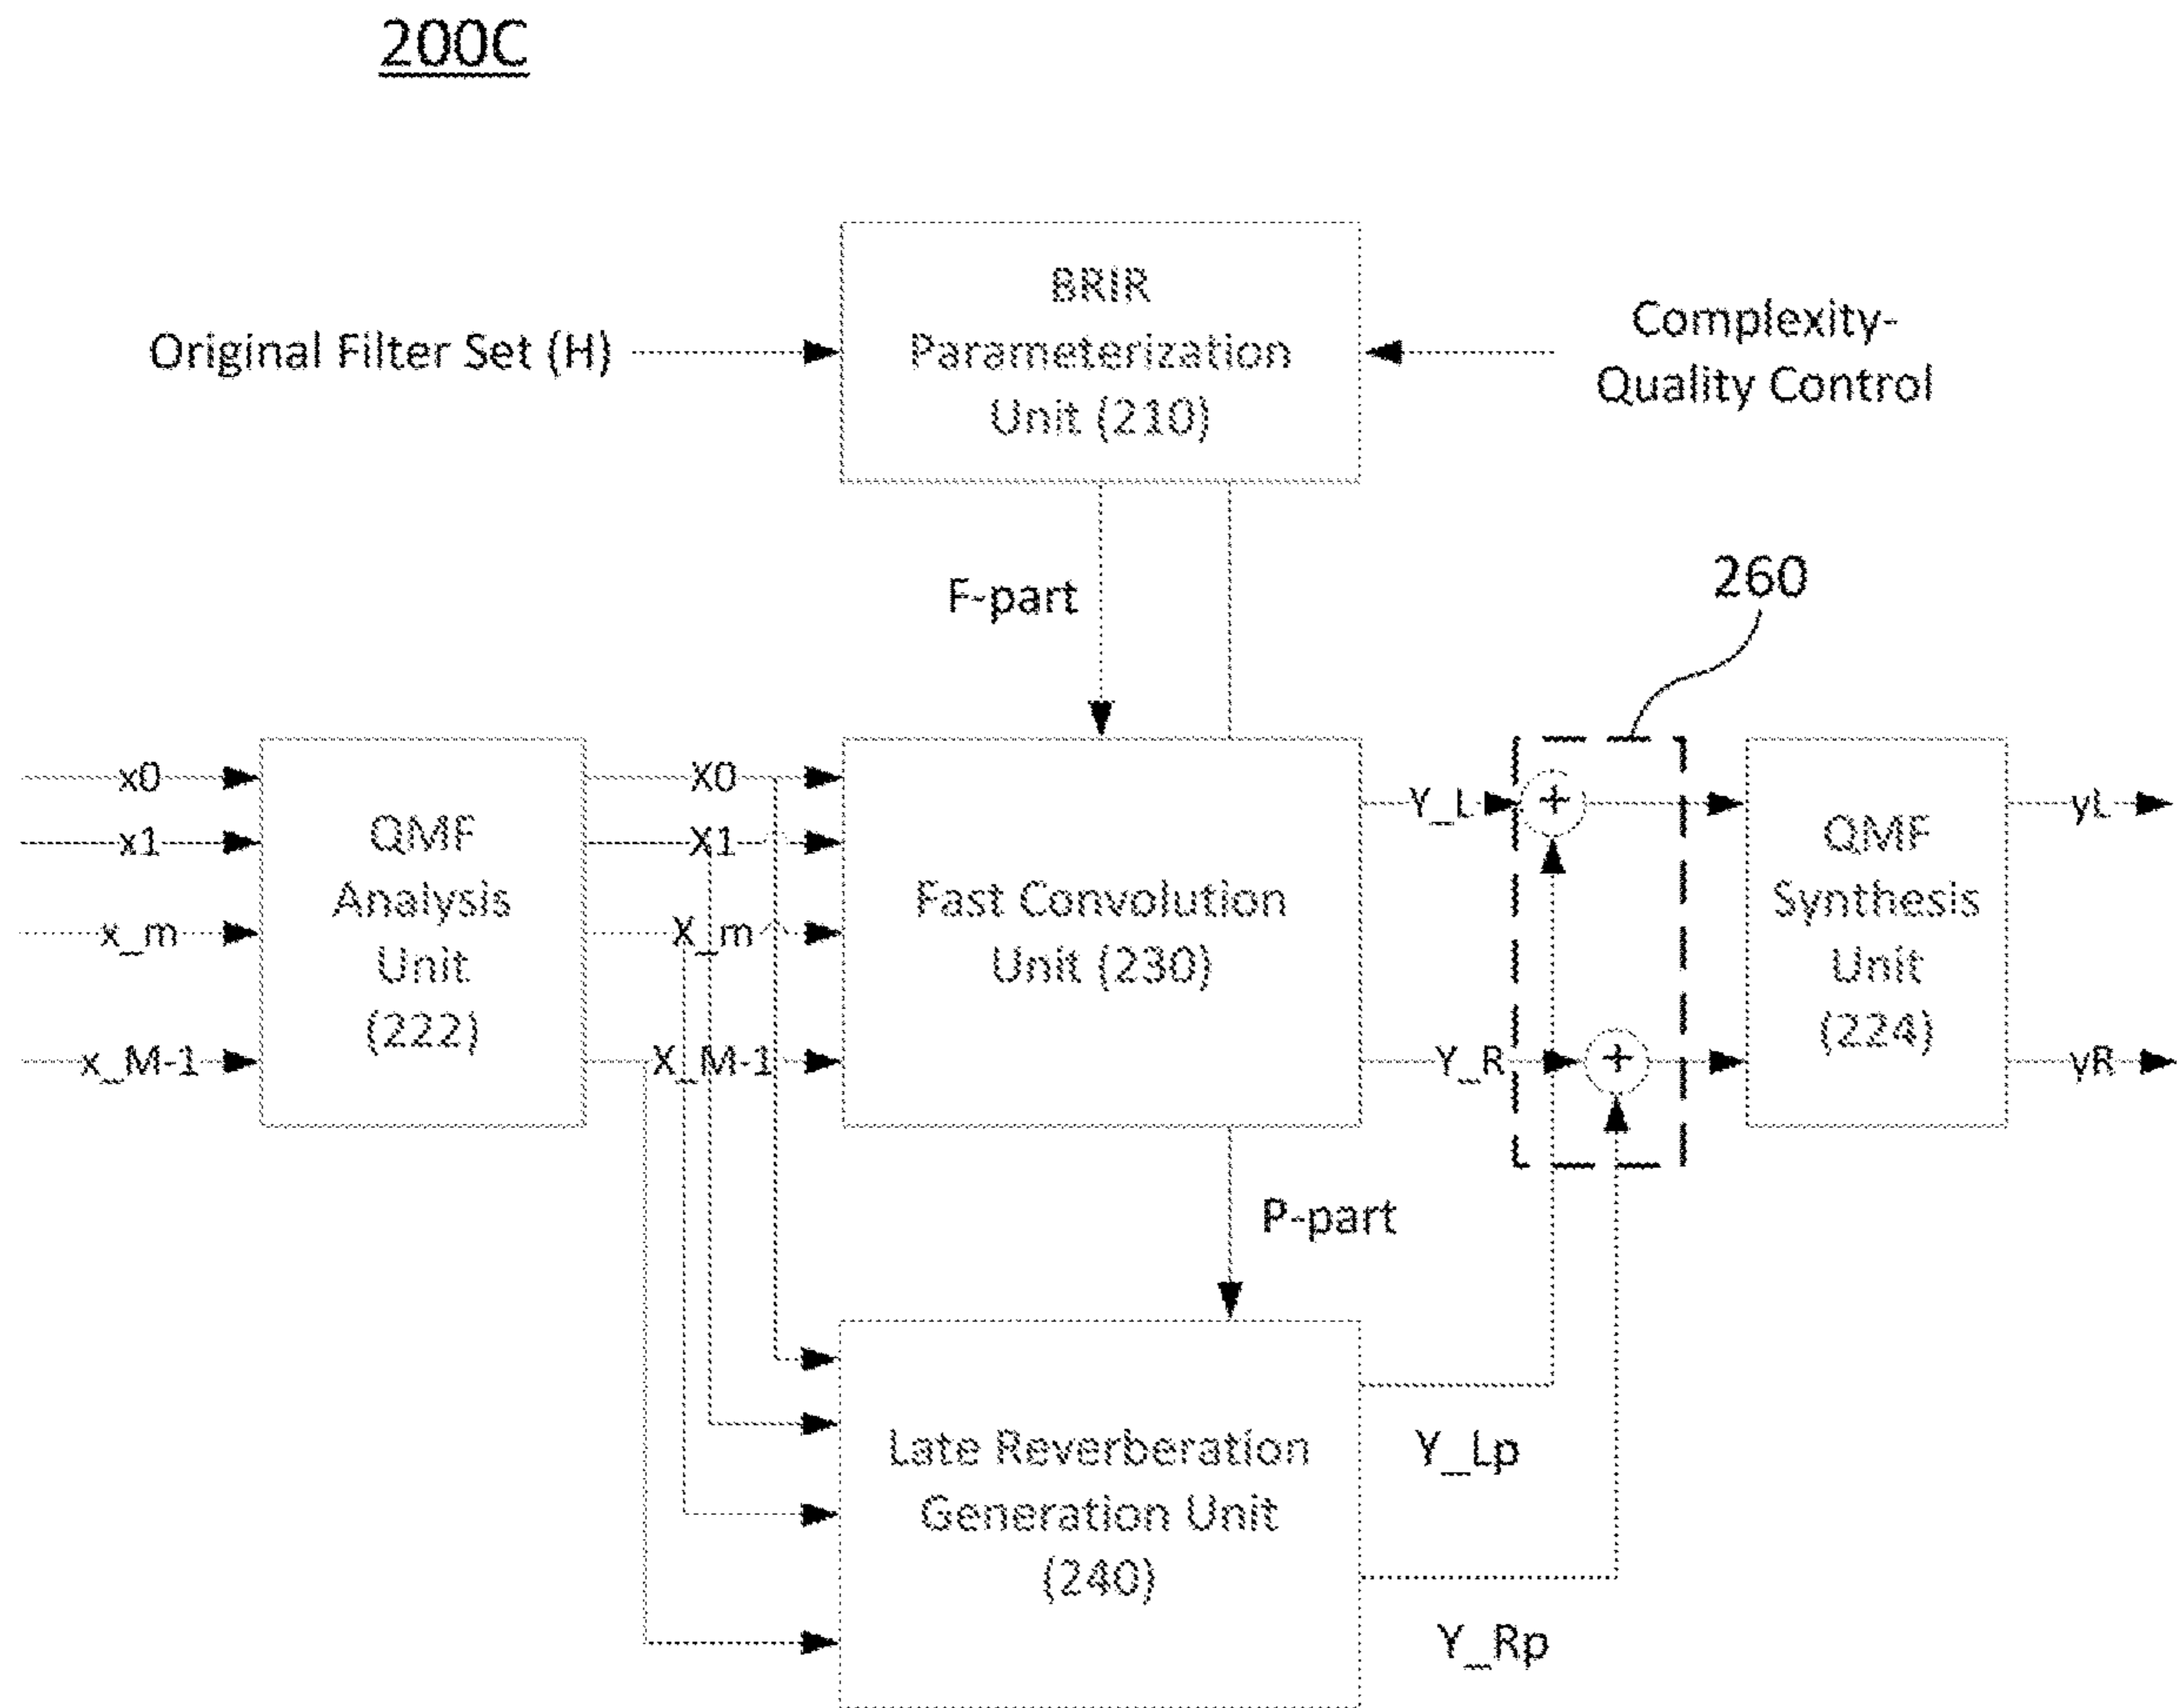 200C
BRIR
Parameterization
Unit (210)
Original Filter Set (H)
Complexity-
Quality Control
F-part
260
x0
x1
x_m
x_M-1
QMF
Analysis
Unit
(222)
X0
X1
X_m
X_M-1
Fast Convolution
Unit (230)
Y_L
Y_R
+
+
QMF
Synthesis
Unit
(224)
yL
yR
P-part
Late Reverberation
Generation Unit
(240)
Y_Lp
Y_Rp